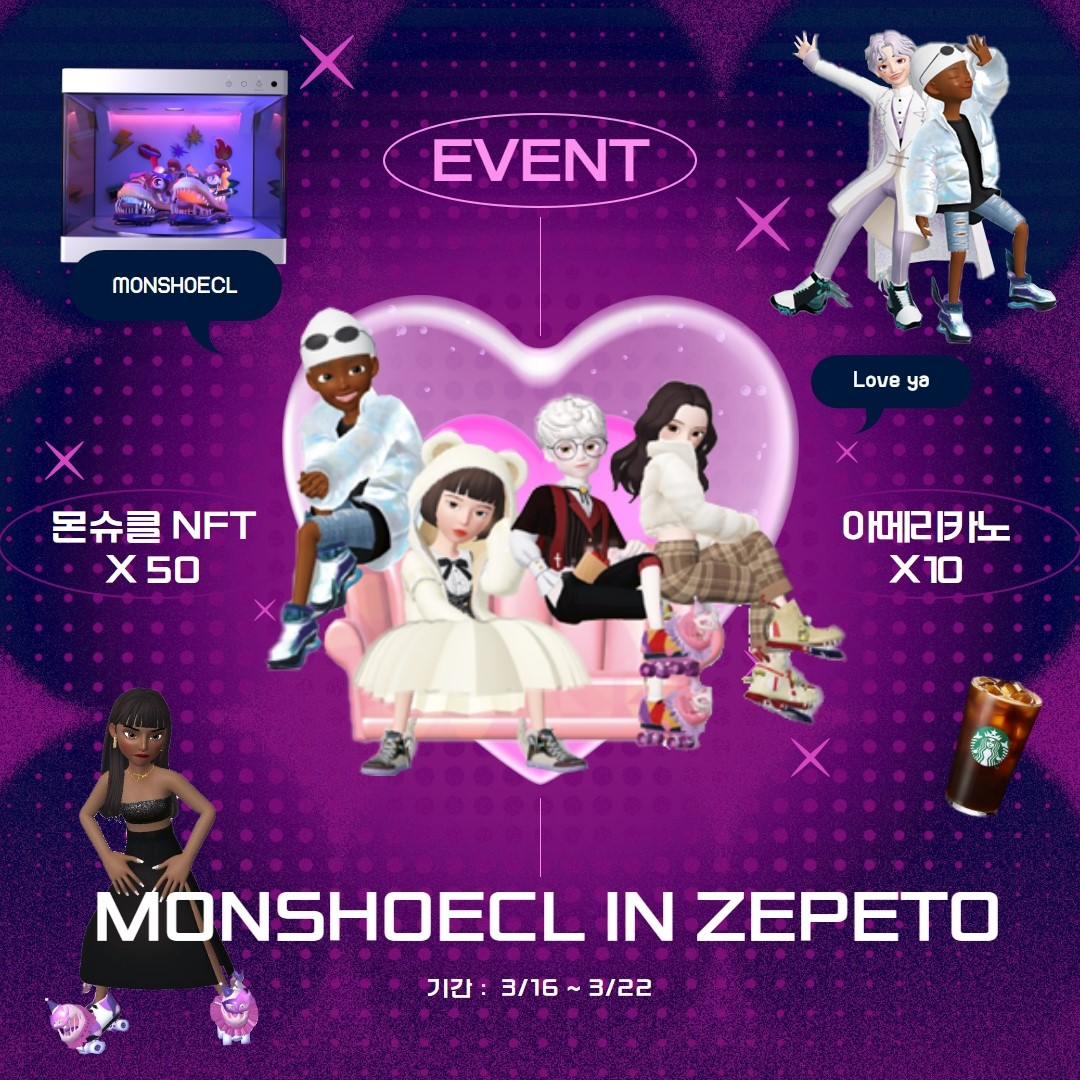 EVENT
MONSHOECL
Love ya
몬슈클 NFT
X 50
아메리카노
X10
MONSHOECL IN ZEPETO
기간 : 3/16 ~ 3/22